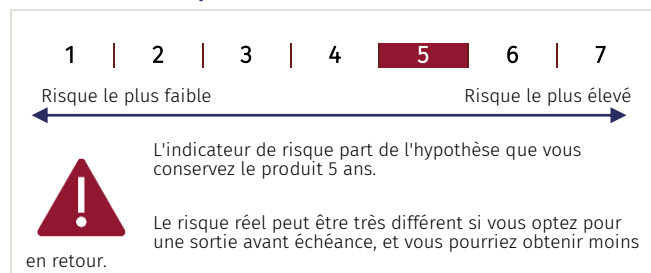 1 | 2 | 3 | 4 | 5 | 6 | 7
Risque le plus faible Risque le plus élevé
L'indicateur de risque part de l'hypothèse que vous
conservez le produit 5 ans.
Le risque réel peut être très différent si vous optez pour
une sortie avant échéance, et vous pourriez obtenir moins
en retour.